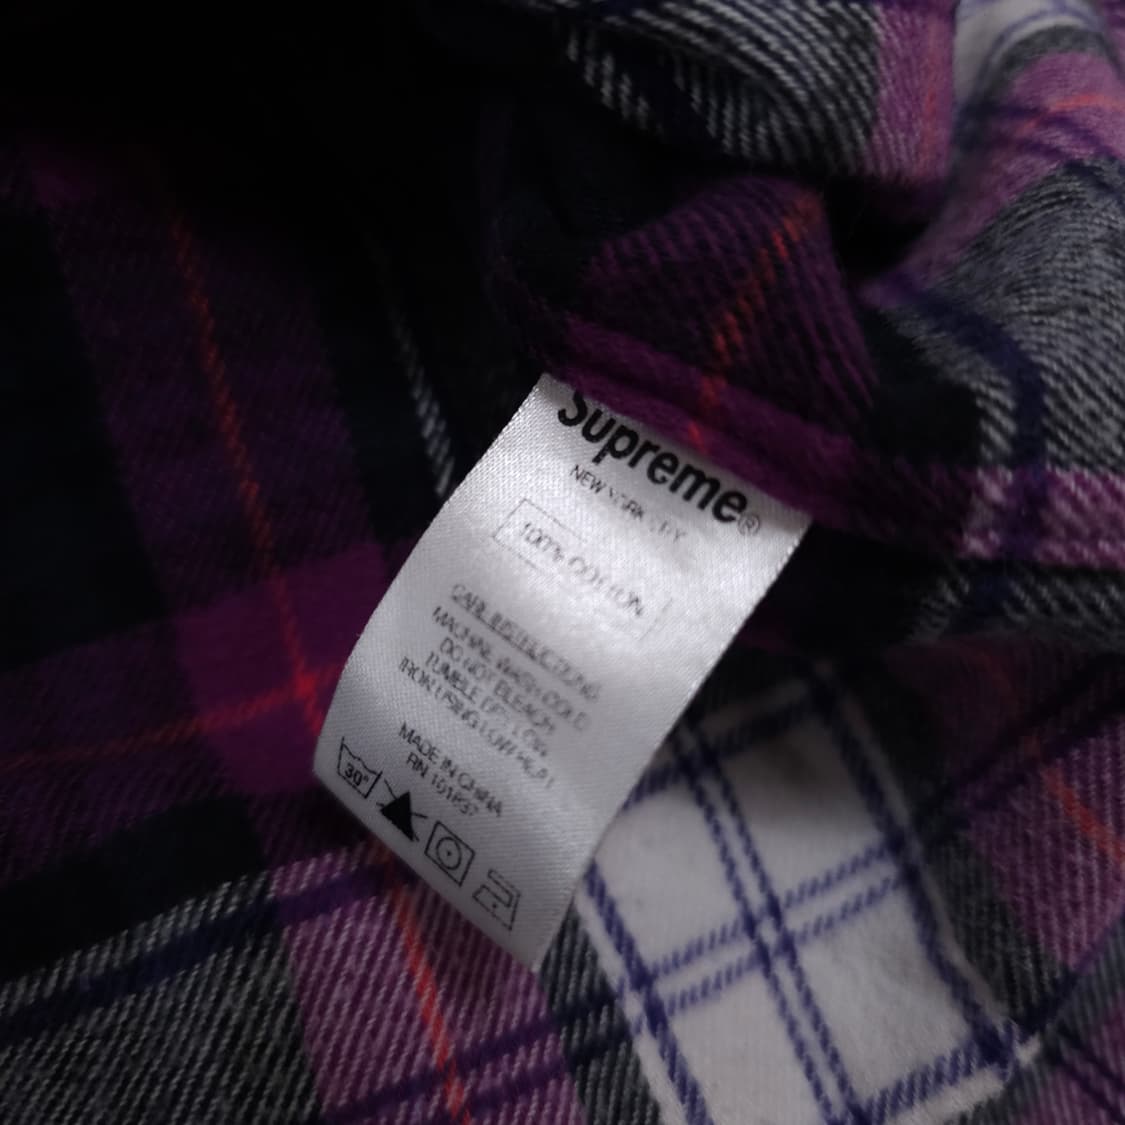 Supreme®
NEW YORK CITY
100% COTTON
CARE INSTRUCTIONS
MACHINE WASH COLD
DO NOT BLEACH
TUMBLE DRY LOW
IRON USING LOW HEAT
MADE IN CHINA
RN 101837
30°